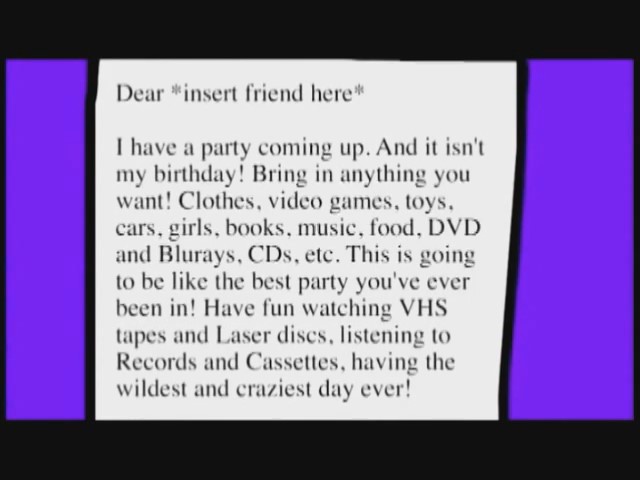 Dear *insert friend here*
I have a party coming up. And it isn't
my birthday! Bring in anything you
want! Clothes, video games, toys,
cars, girls, books, music, food, DVD
and Blurays, CDs, etc. This is going
to be like the best party you've ever
been in! Have fun watching VHS
tapes and Laser discs, listening to
Records and Cassettes, having the
wildest and craziest day ever!